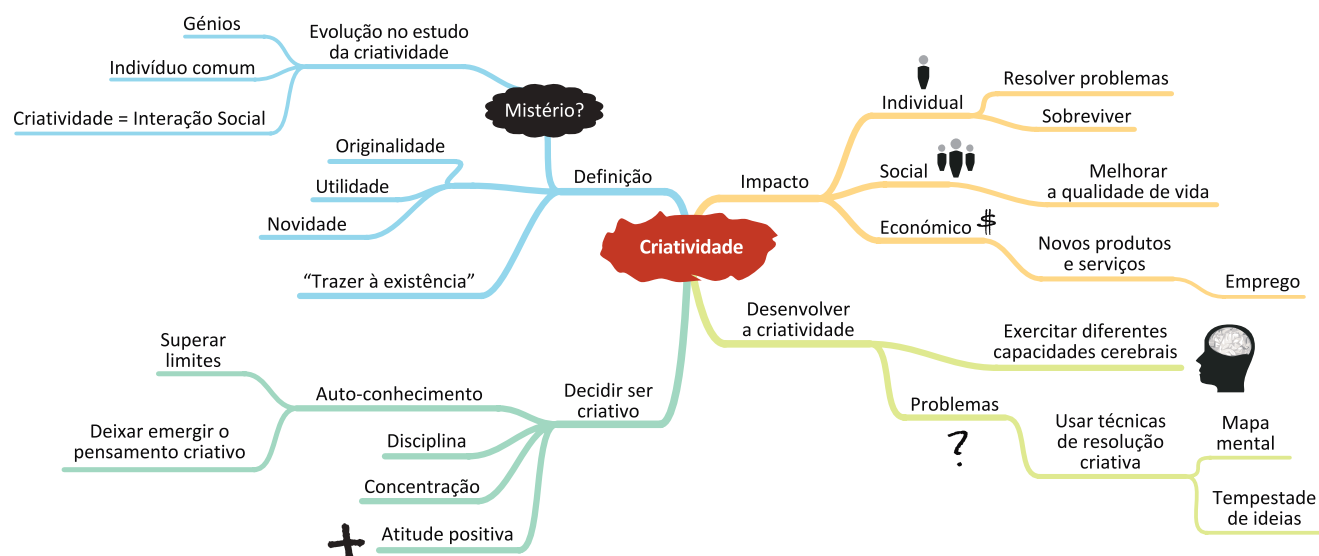 Criatividade
Definição
Mistério?
Evolução no estudo
da criatividade
Génios
Indivíduo comum
Criatividade = Interação Social
Originalidade
Utilidade
Novidade
“Trazer à existência”
Impacto
Individual
Resolver problemas
Sobreviver
Social
Melhorar
a qualidade de vida
Económico $
Novos produtos
e serviços
Emprego
Desenvolver
a criatividade
Exercitar diferentes
capacidades cerebrais
Problemas
?
Usar técnicas
de resolução
criativa
Mapa
mental
Tempestade
de ideias
Decidir ser
criativo
Auto-conhecimento
Superar
limites
Deixar emergir o
pensamento criativo
Disciplina
Concentração
+ Atitude positiva